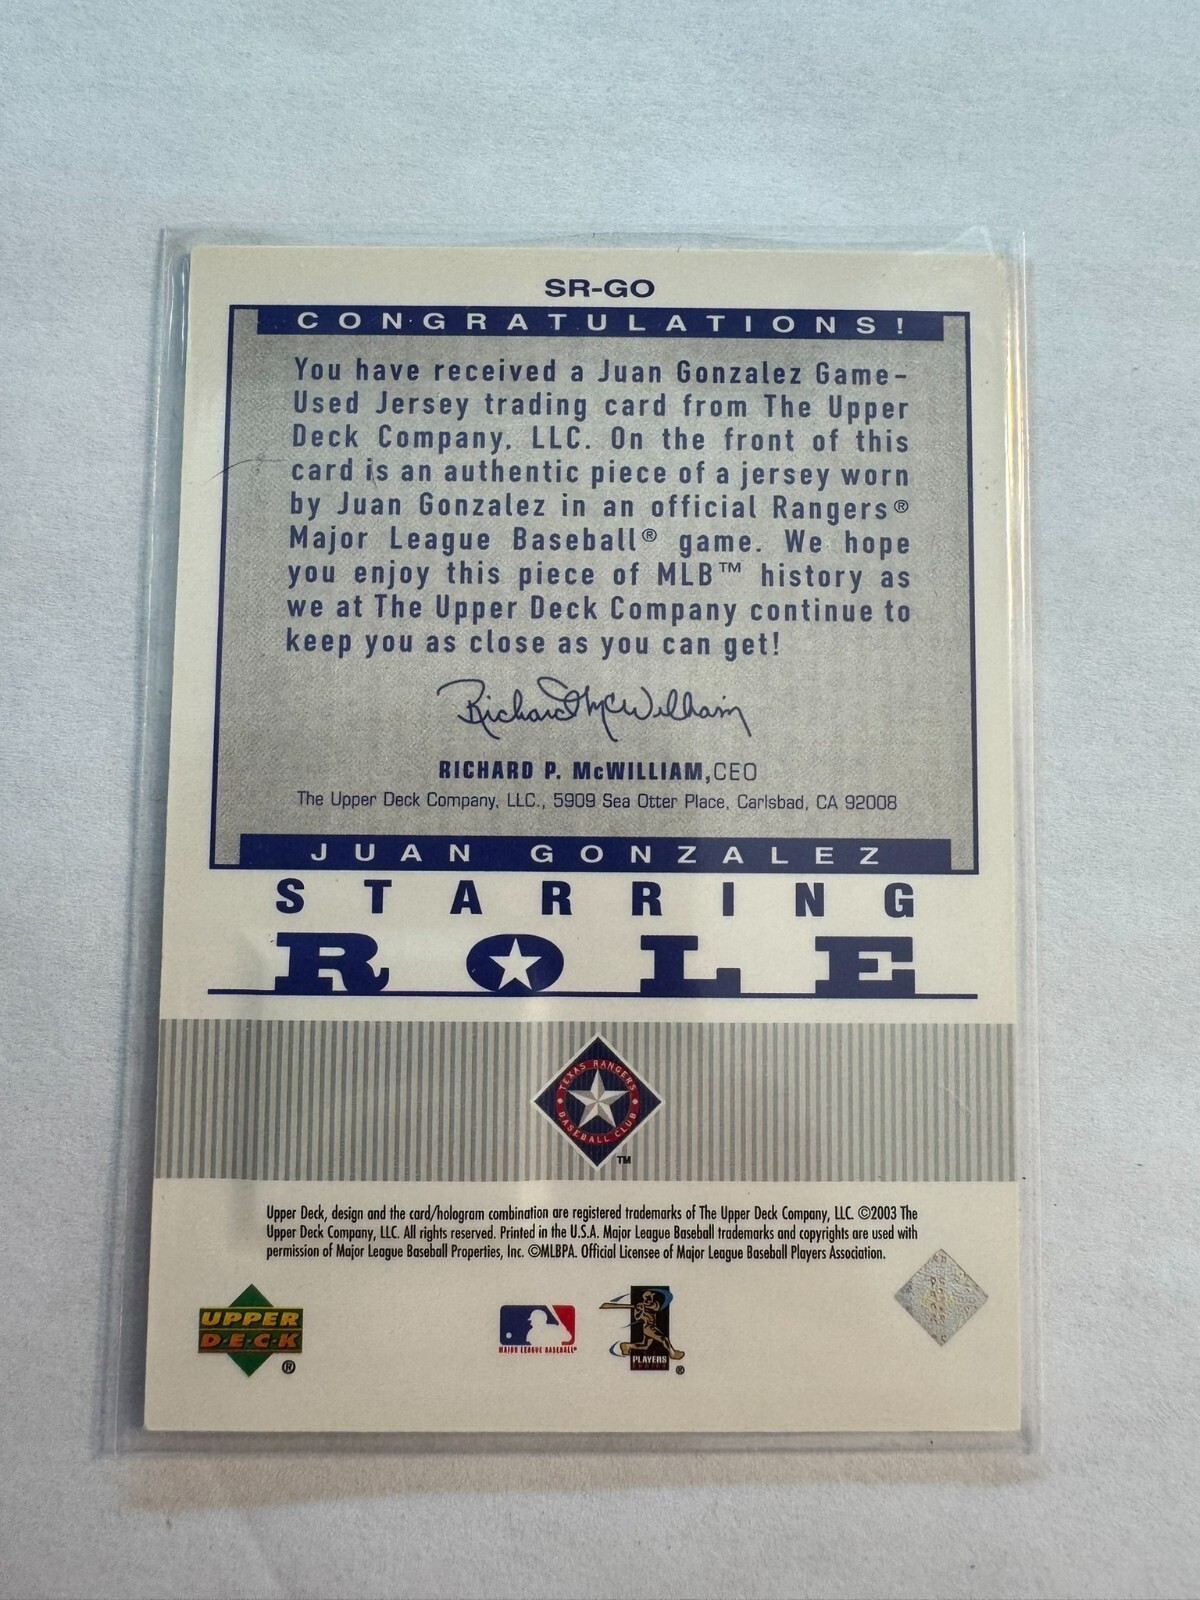 SR-GO
CONGRATULATIONS!
You have received a Juan Gonzalez Game-
Used Jersey trading card from The Upper
Deck Company, LLC. On the front of this
card is an authentic piece of a jersey worn
by Juan Gonzalez in an official Rangers®
Major League Baseball® game. We hope
you enjoy this piece of MLB™ history as
we at The Upper Deck Company continue to
keep you as close as you can get!
Richard McWilliam
RICHARD P. McWILLIAM, CEO
The Upper Deck Company, LLC., 5909 Sea Otter Place, Carlsbad, CA 92008
JUAN GONZALEZ
STARRING
ROLE
TEXAS RANGERS
BASEBALL CLUB
TM
Upper Deck, design and the card/hologram combination are registered trademarks of The Upper Deck Company, LLC. ©2003 The
Upper Deck Company, LLC. All rights reserved. Printed in the U.S.A. Major League Baseball trademarks and copyrights are used with
permission of Major League Baseball Properties, Inc. ©MLBPA. Official Licensee of Major League Baseball Players Association.
UPPER
D·E·C·K
®
MAJOR LEAGUE BASEBALL®
PLAYERS
®